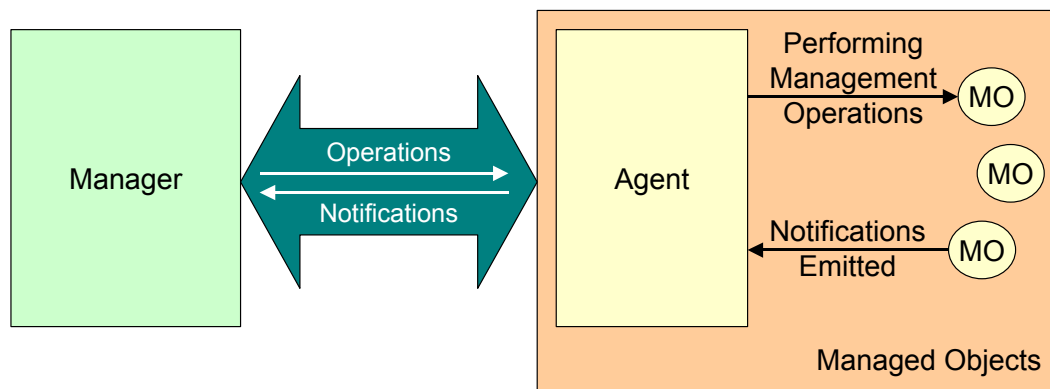 Manager
Operations
Notifications
Agent
Performing
Management
Operations
MO
MO
Notifications
Emitted
MO
Managed Objects